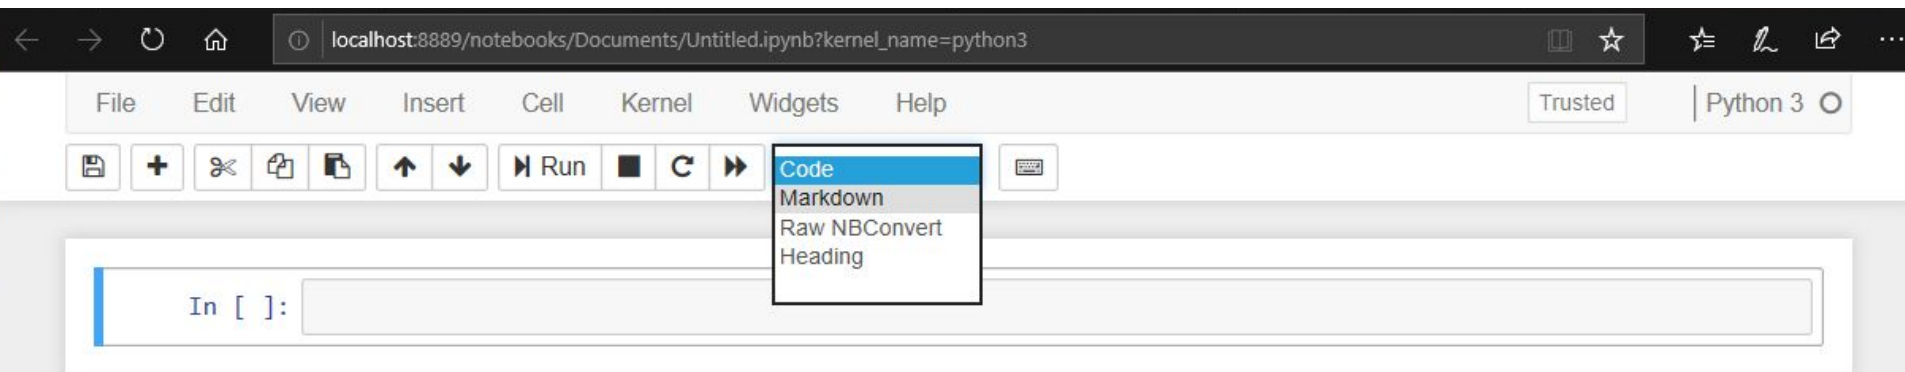 localhost:8889/notebooks/Documents/Untitled.ipynb?kernel_name=python3
File Edit View Insert Cell Kernel Widgets Help Trusted Python 3
Run
Code
Markdown
Raw NBConvert
Heading
In [ ]: